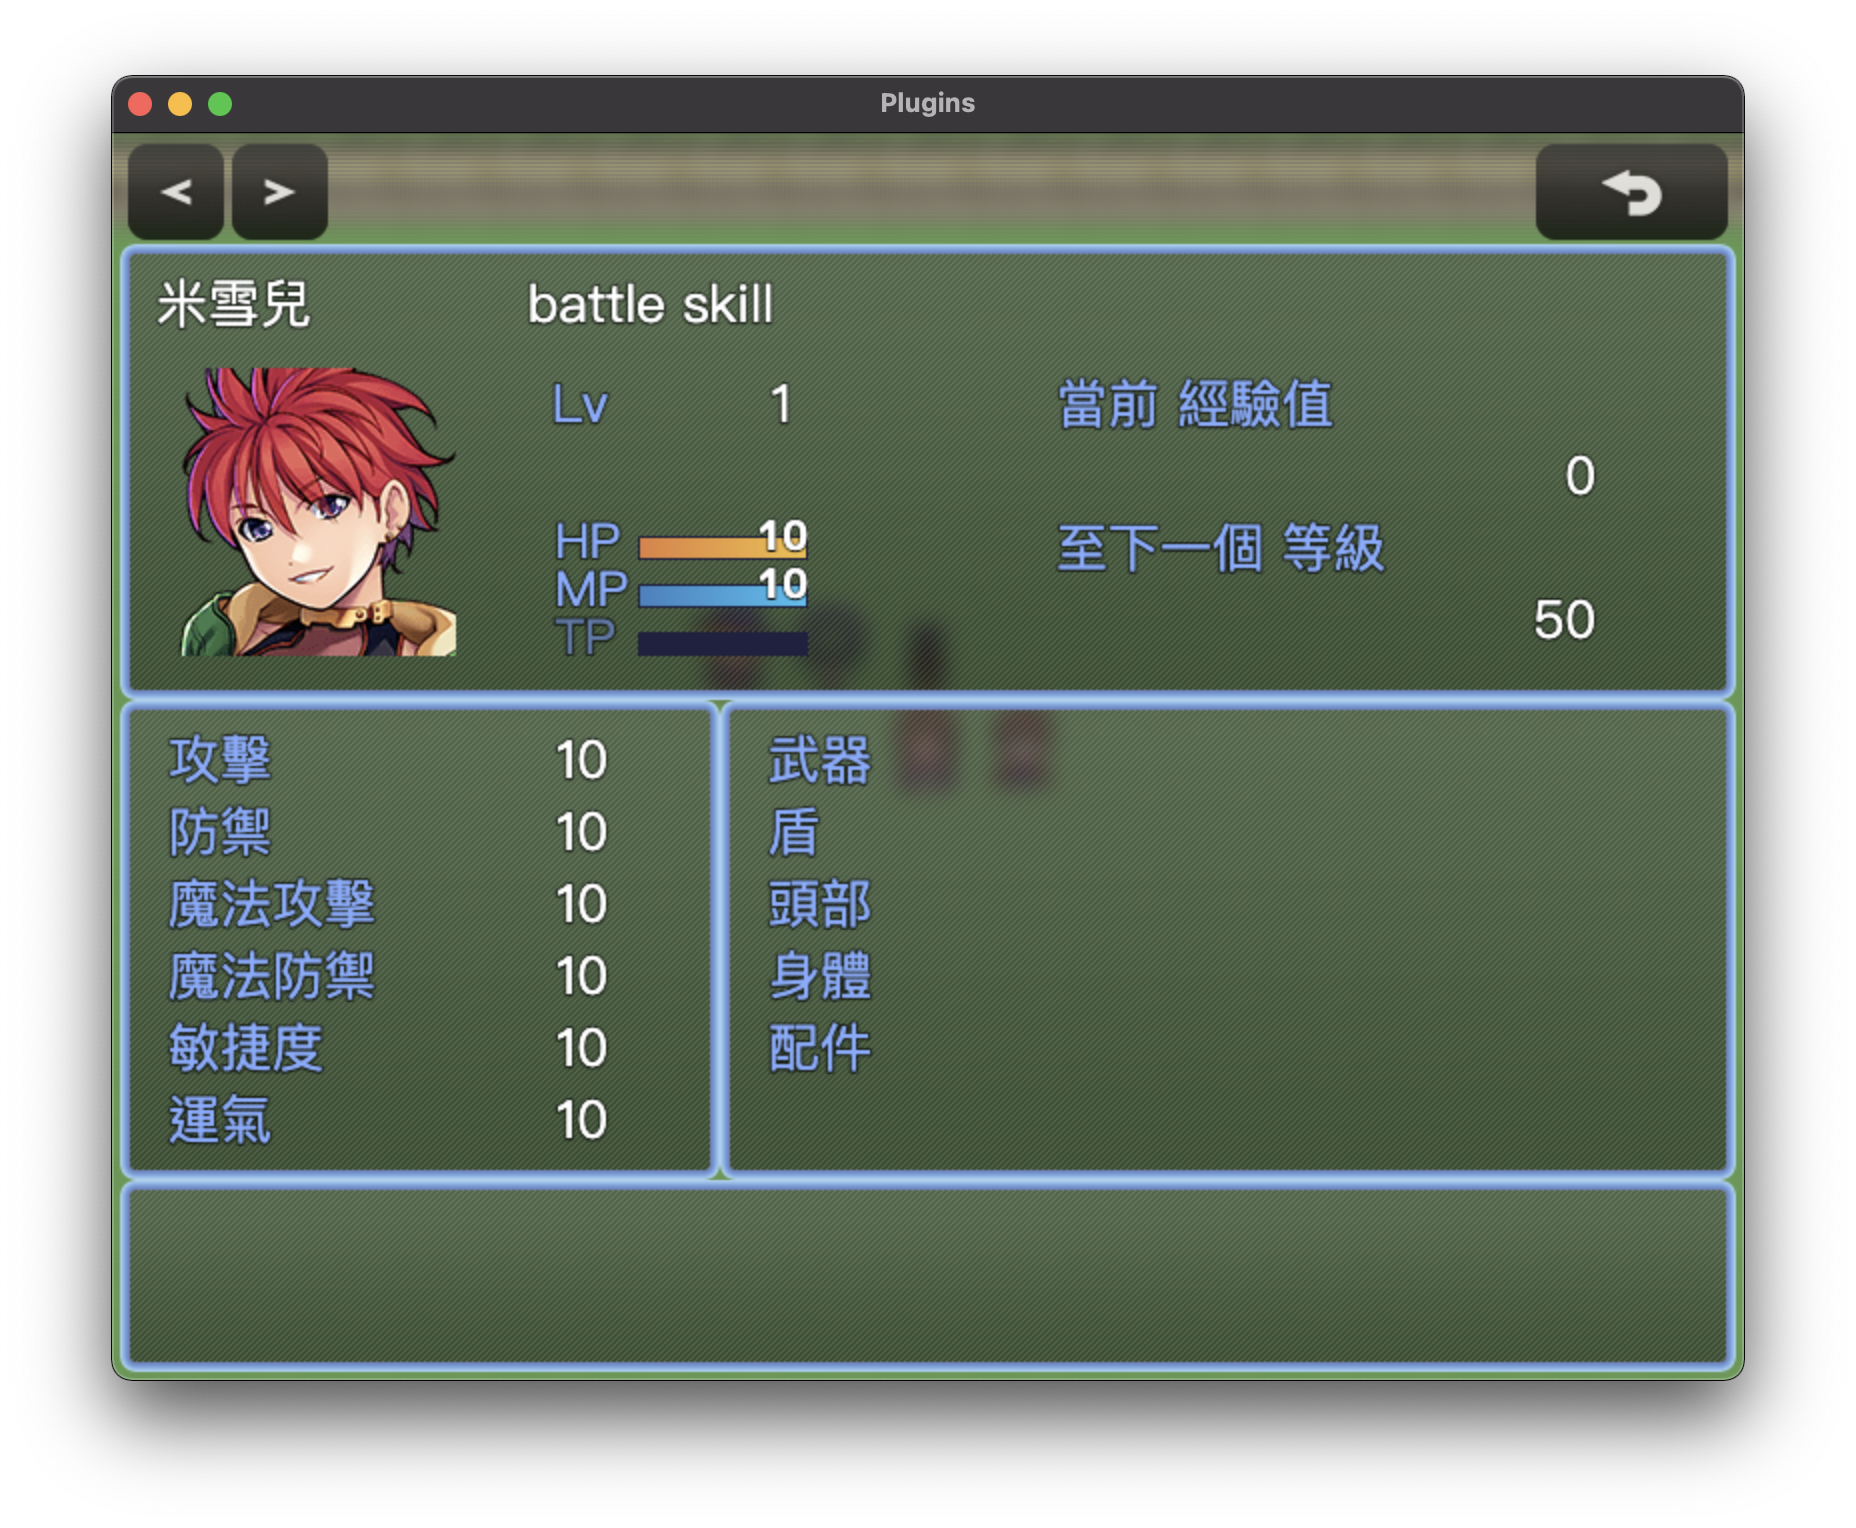 Plugins
< >
米雪兒 battle skill
Lv 1 當前 經驗值
0
HP 10
至下一個 等級
MP 10
TP
50
攻擊 10
防禦 10
魔法攻擊 10
魔法防禦 10
敏捷度 10
運氣 10
武器
盾
頭部
身體
配件